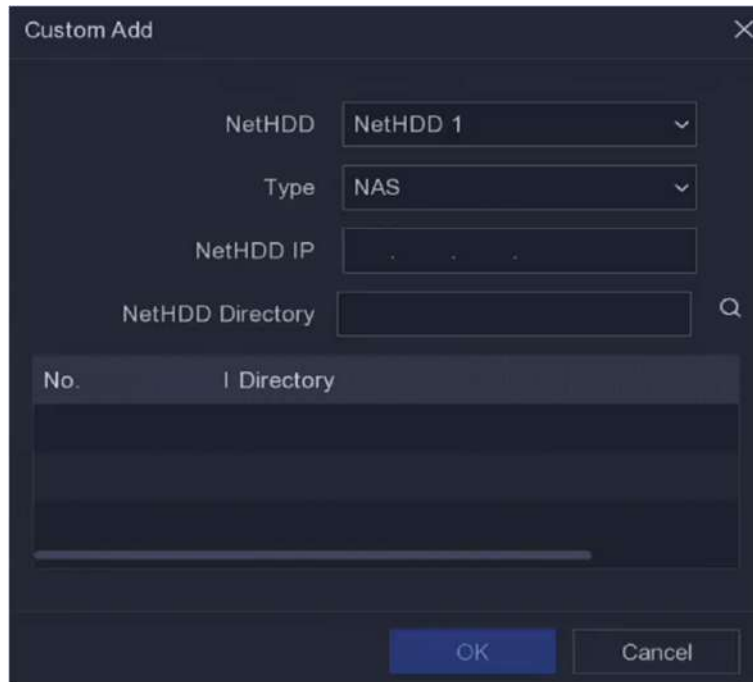 Custom Add
NetHDD NetHDD 1
Type NAS
NetHDD IP . . .
NetHDD Directory
No. | Directory
OK Cancel